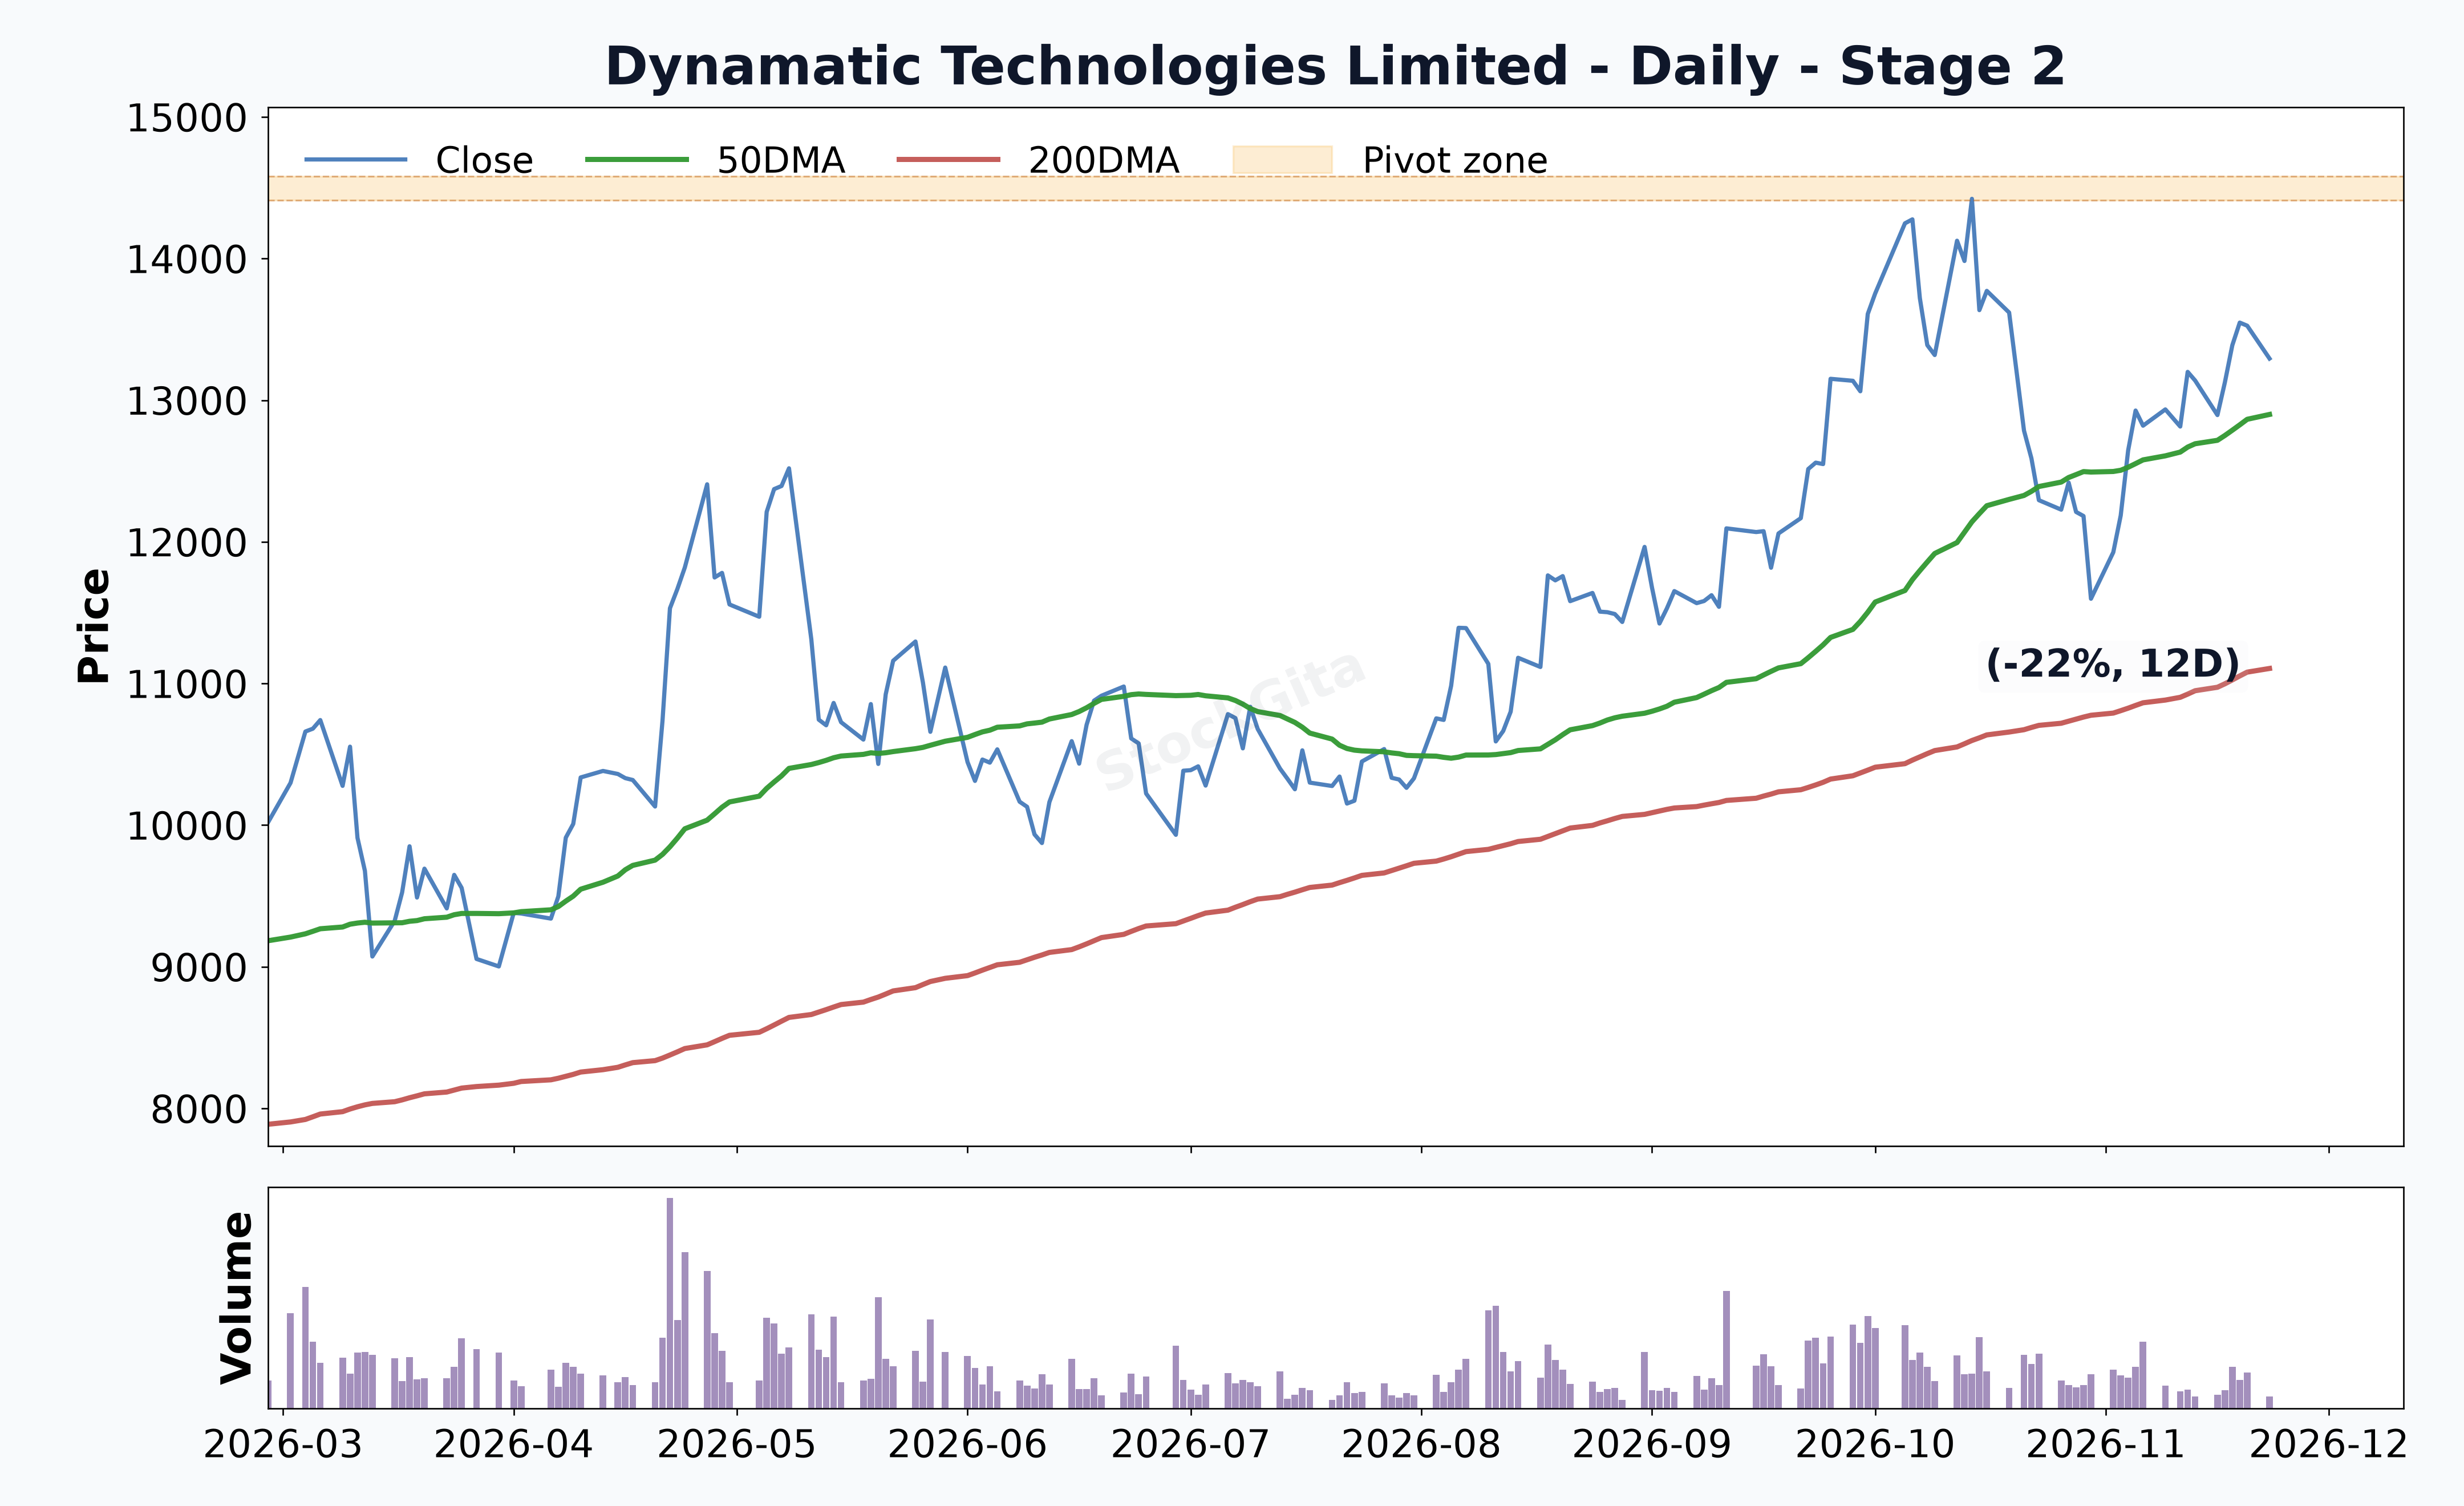 Dynamatic Technologies Limited - Daily - Stage 2
15000
Close 50DMA 200DMA Pivot zone
14000
13000
12000
11000
10000
9000
8000
Price
(-22%, 12D)
StockGita
Volume
2026-03 2026-04 2026-05 2026-06 2026-07 2026-08 2026-09 2026-10 2026-11 2026-12